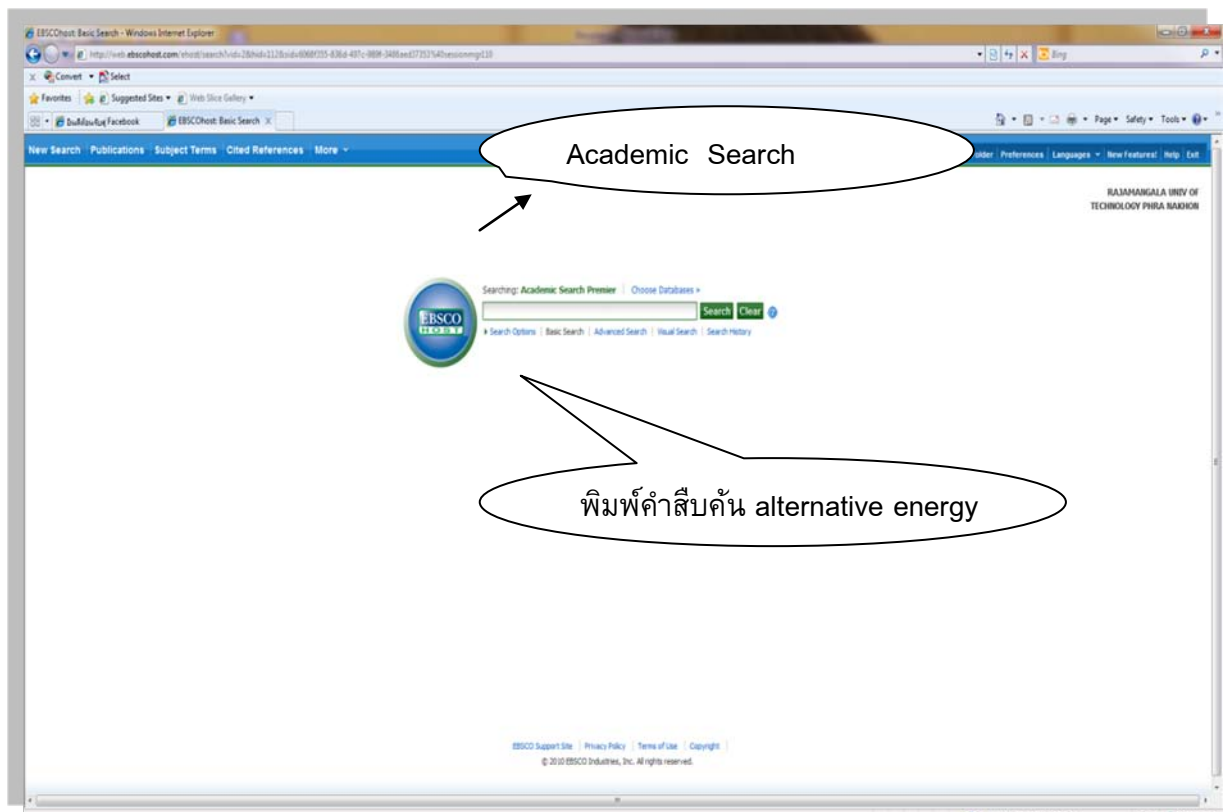 EBSCOhost: Basic Search - Windows Internet Explorer
Bing
Convert Select
Favorites Suggested Sites Web Slice Gallery
Facebook EBSCOhost: Basic Search X Page Safety Tools
New Search Publications Subject Terms Cited References More Preferences Languages New Features! Help Exit
Academic Search
RAJAMANGALA UNIV OF
TECHNOLOGY PHRA NAKHON
Searching: Academic Search Premier Choose Databases »
EBSCO
HOST
Search Clear
Search Options Basic Search Advanced Search Visual Search Search History
พิมพ์คำสืบค้น alternative energy
EBSCO Support Site Privacy Policy Terms of Use Copyright
© 2010 EBSCO Industries, Inc. All rights reserved.